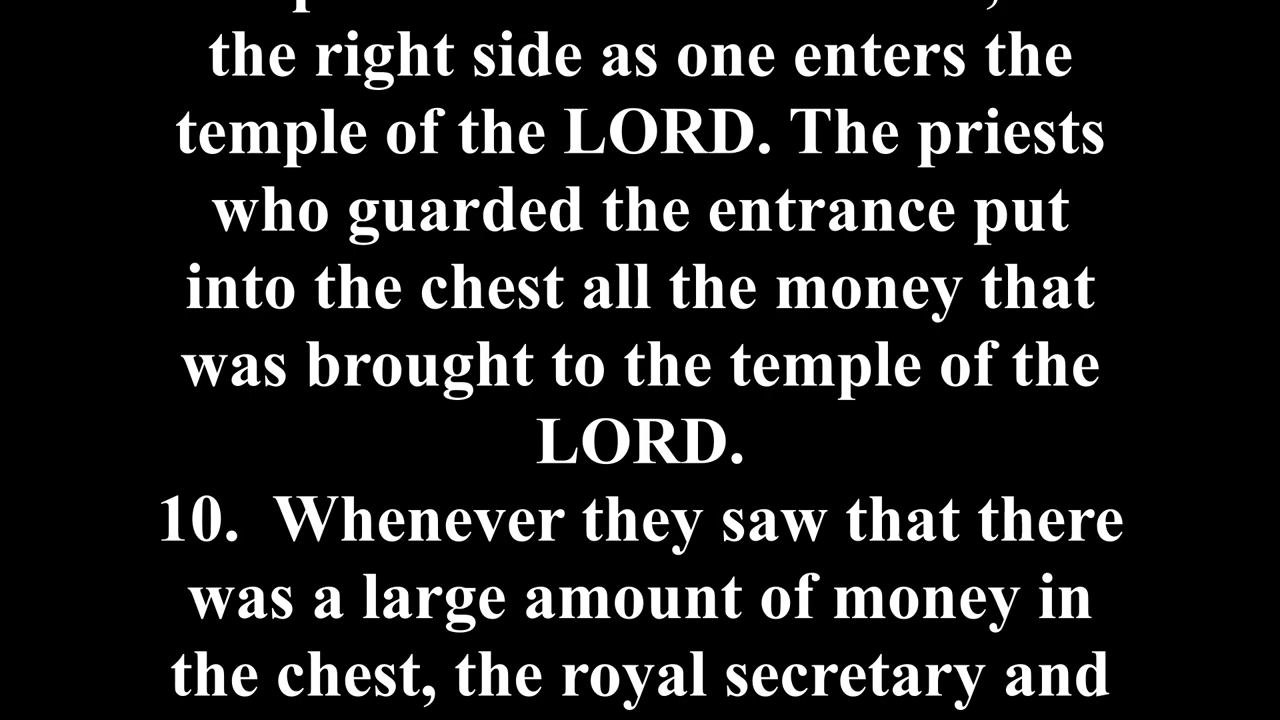 the right side as one enters the
temple of the LORD. The priests
who guarded the entrance put
into the chest all the money that
was brought to the temple of the
LORD.
10.  Whenever they saw that there
was a large amount of money in
the chest, the royal secretary and